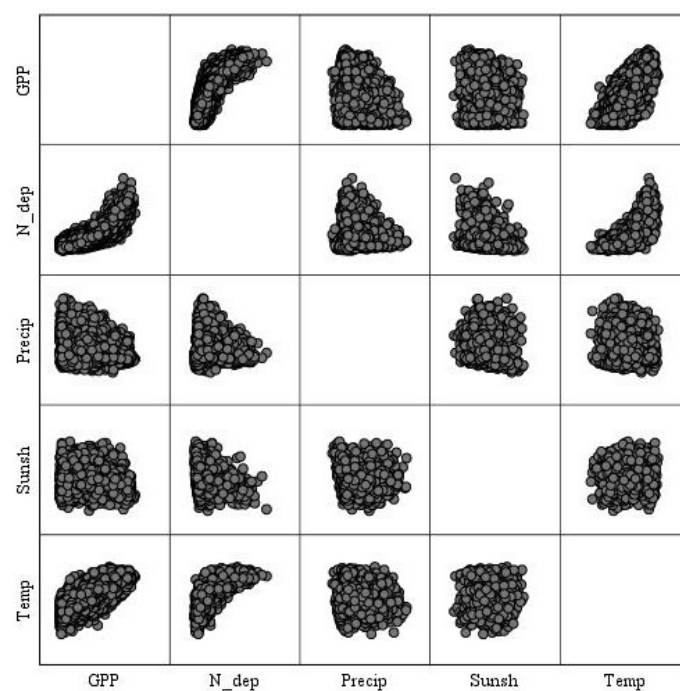 GPP
N_dep
Precip
Sunsh
Temp
GPP N_dep Precip Sunsh Temp